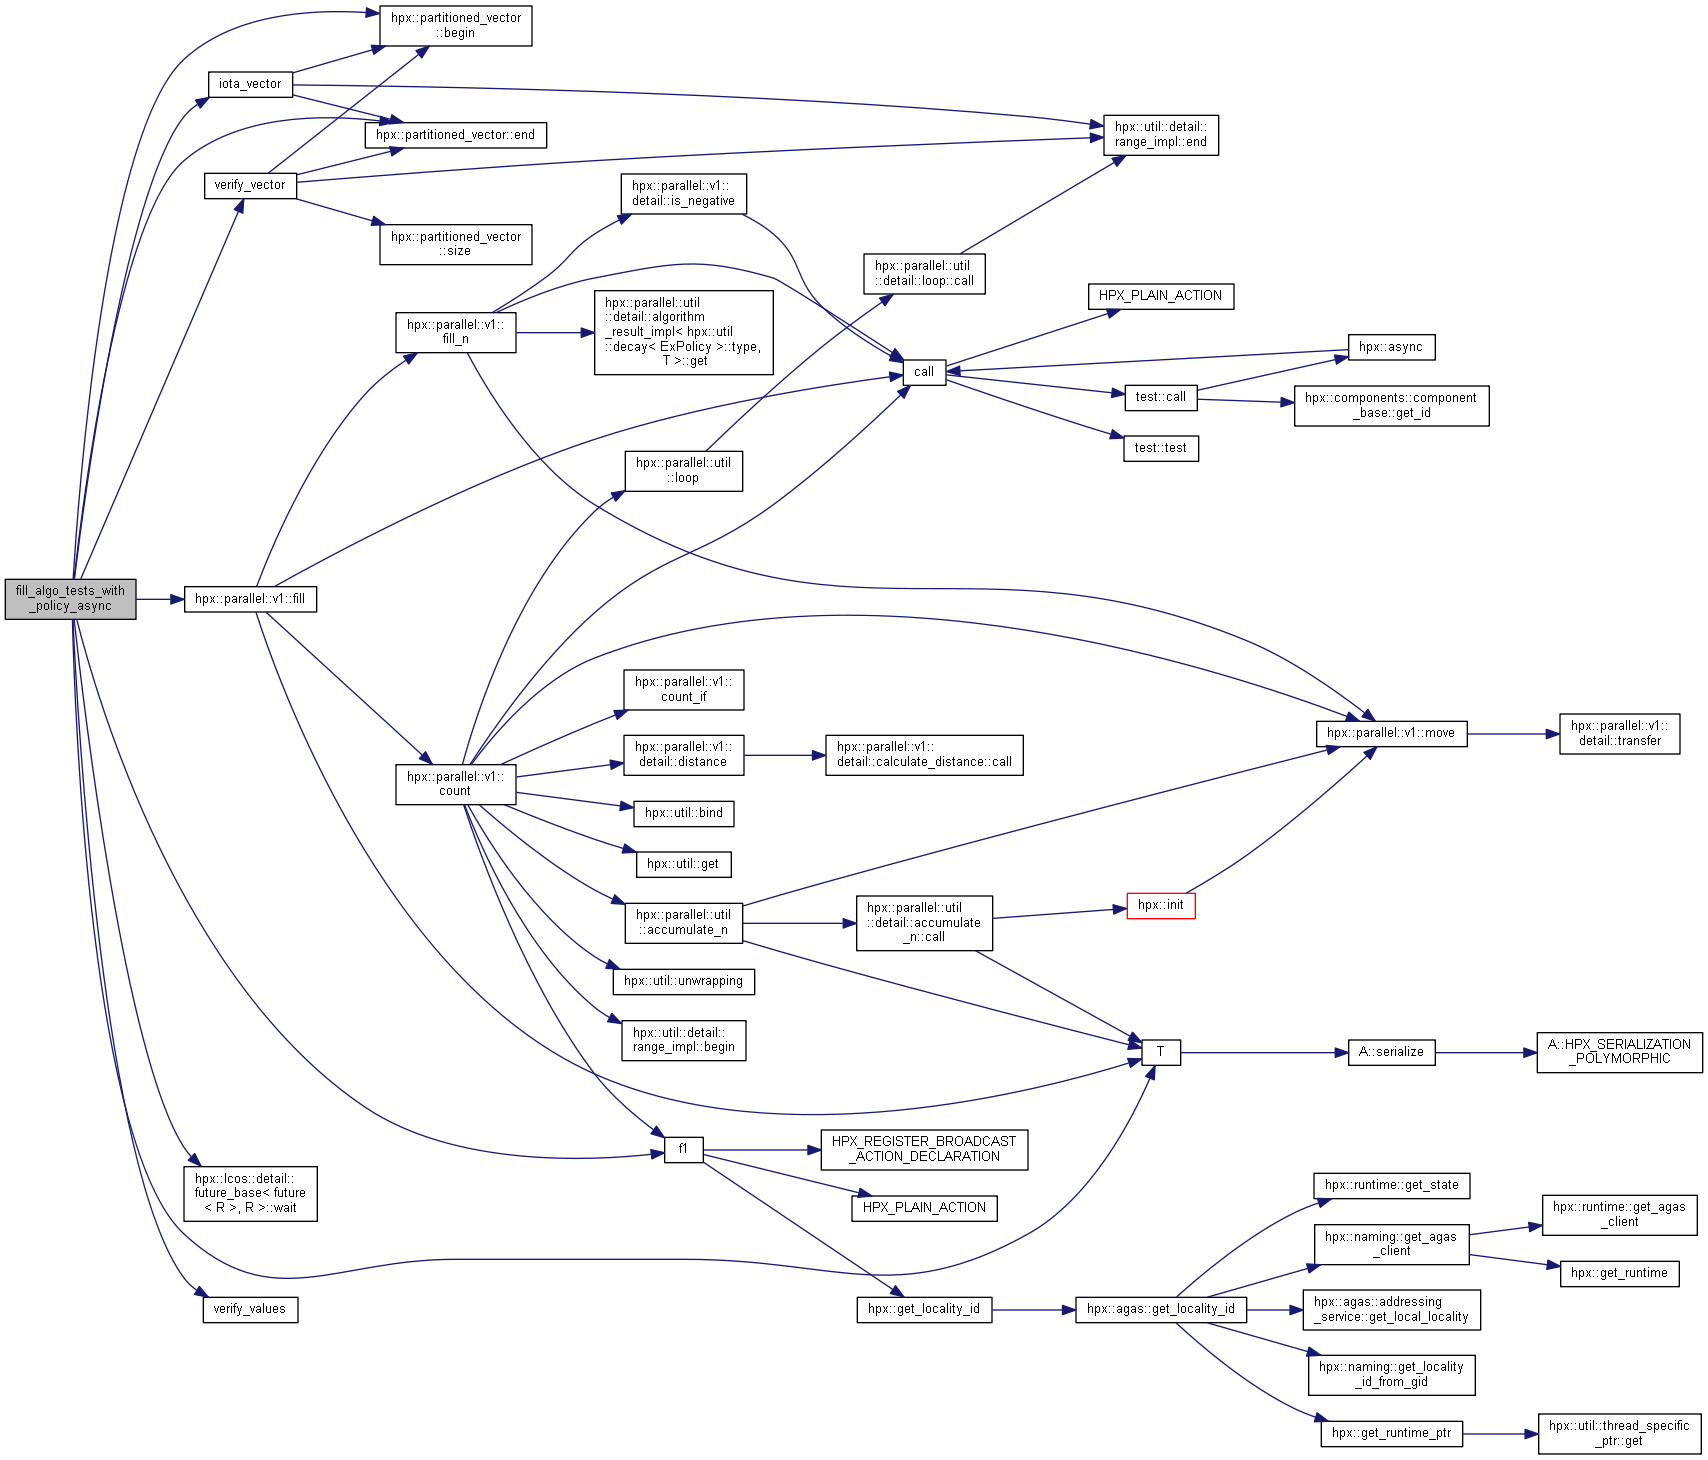 hpx::partitioned_vector
::begin
iota_vector
hpx::partitioned_vector::end
hpx::util::detail::
range_impl::end
verify_vector
hpx::parallel::v1::
detail::is_negative
hpx::partitioned_vector
::size
hpx::parallel::util
::detail::loop::call
HPX_PLAIN_ACTION
hpx::parallel::v1::
fill_n
hpx::parallel::util
::detail::algorithm
_result_impl< hpx::util
::decay< ExPolicy >::type,
T >::get
hpx::async
call
test::call
hpx::components::component
_base::get_id
test::test
hpx::parallel::util
::loop
fill_algo_tests_with
_policy_async
hpx::parallel::v1::fill
hpx::parallel::v1::
count_if
hpx::parallel::v1::move
hpx::parallel::v1::
detail::transfer
hpx::parallel::v1::
detail::distance
hpx::parallel::v1::
detail::calculate_distance::call
hpx::parallel::v1::
count
hpx::util::bind
hpx::util::get
hpx::parallel::util
::accumulate_n
hpx::parallel::util
::detail::accumulate
_n::call
hpx::init
hpx::util::unwrapping
hpx::util::detail::
range_impl::begin
T
A::serialize
A::HPX_SERIALIZATION
_POLYMORPHIC
f1
HPX_REGISTER_BROADCAST
_ACTION_DECLARATION
hpx::lcos::detail::
future_base< future
< R >, R >::wait
HPX_PLAIN_ACTION
hpx::runtime::get_state
hpx::naming::get_agas
_client
hpx::runtime::get_agas
_client
hpx::get_runtime
verify_values
hpx::get_locality_id
hpx::agas::get_locality_id
hpx::agas::addressing
_service::get_local_locality
hpx::naming::get_locality
_id_from_gid
hpx::get_runtime_ptr
hpx::util::thread_specific
_ptr::get